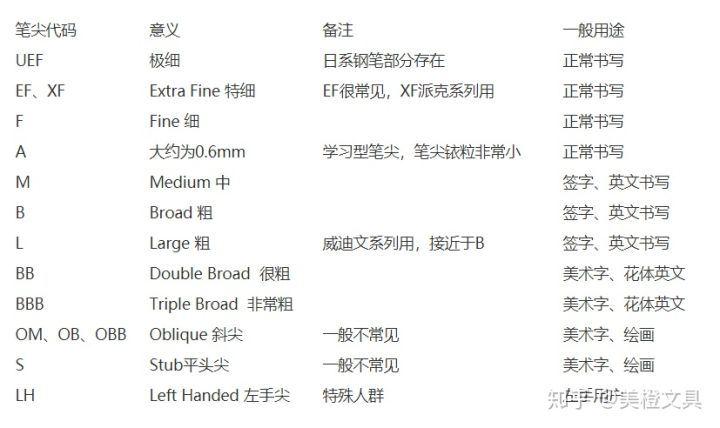 笔尖代码 意义 备注 一般用途
UEF 极细 日系钢笔部分存在 正常书写
EF、XF Extra Fine 特细 EF很常见，XF派克系列用 正常书写
F Fine 细 正常书写
A 大约为0.6mm 学习型笔尖，笔尖铱粒非常小 正常书写
M Medium 中 签字、英文书写
B Broad 粗 签字、英文书写
L Large 粗 威迪文系列用，接近于B 签字、英文书写
BB Double Broad 很粗 美术字、花体英文
BBB Triple Broad 非常粗 美术字、花体英文
OM、OB、OBB Oblique 斜尖 一般不常见 美术字、绘画
S Stub平头尖 一般不常见 美术字、绘画
LH Left Handed 左手尖 特殊人群 左手用户
知乎 @美橙文具